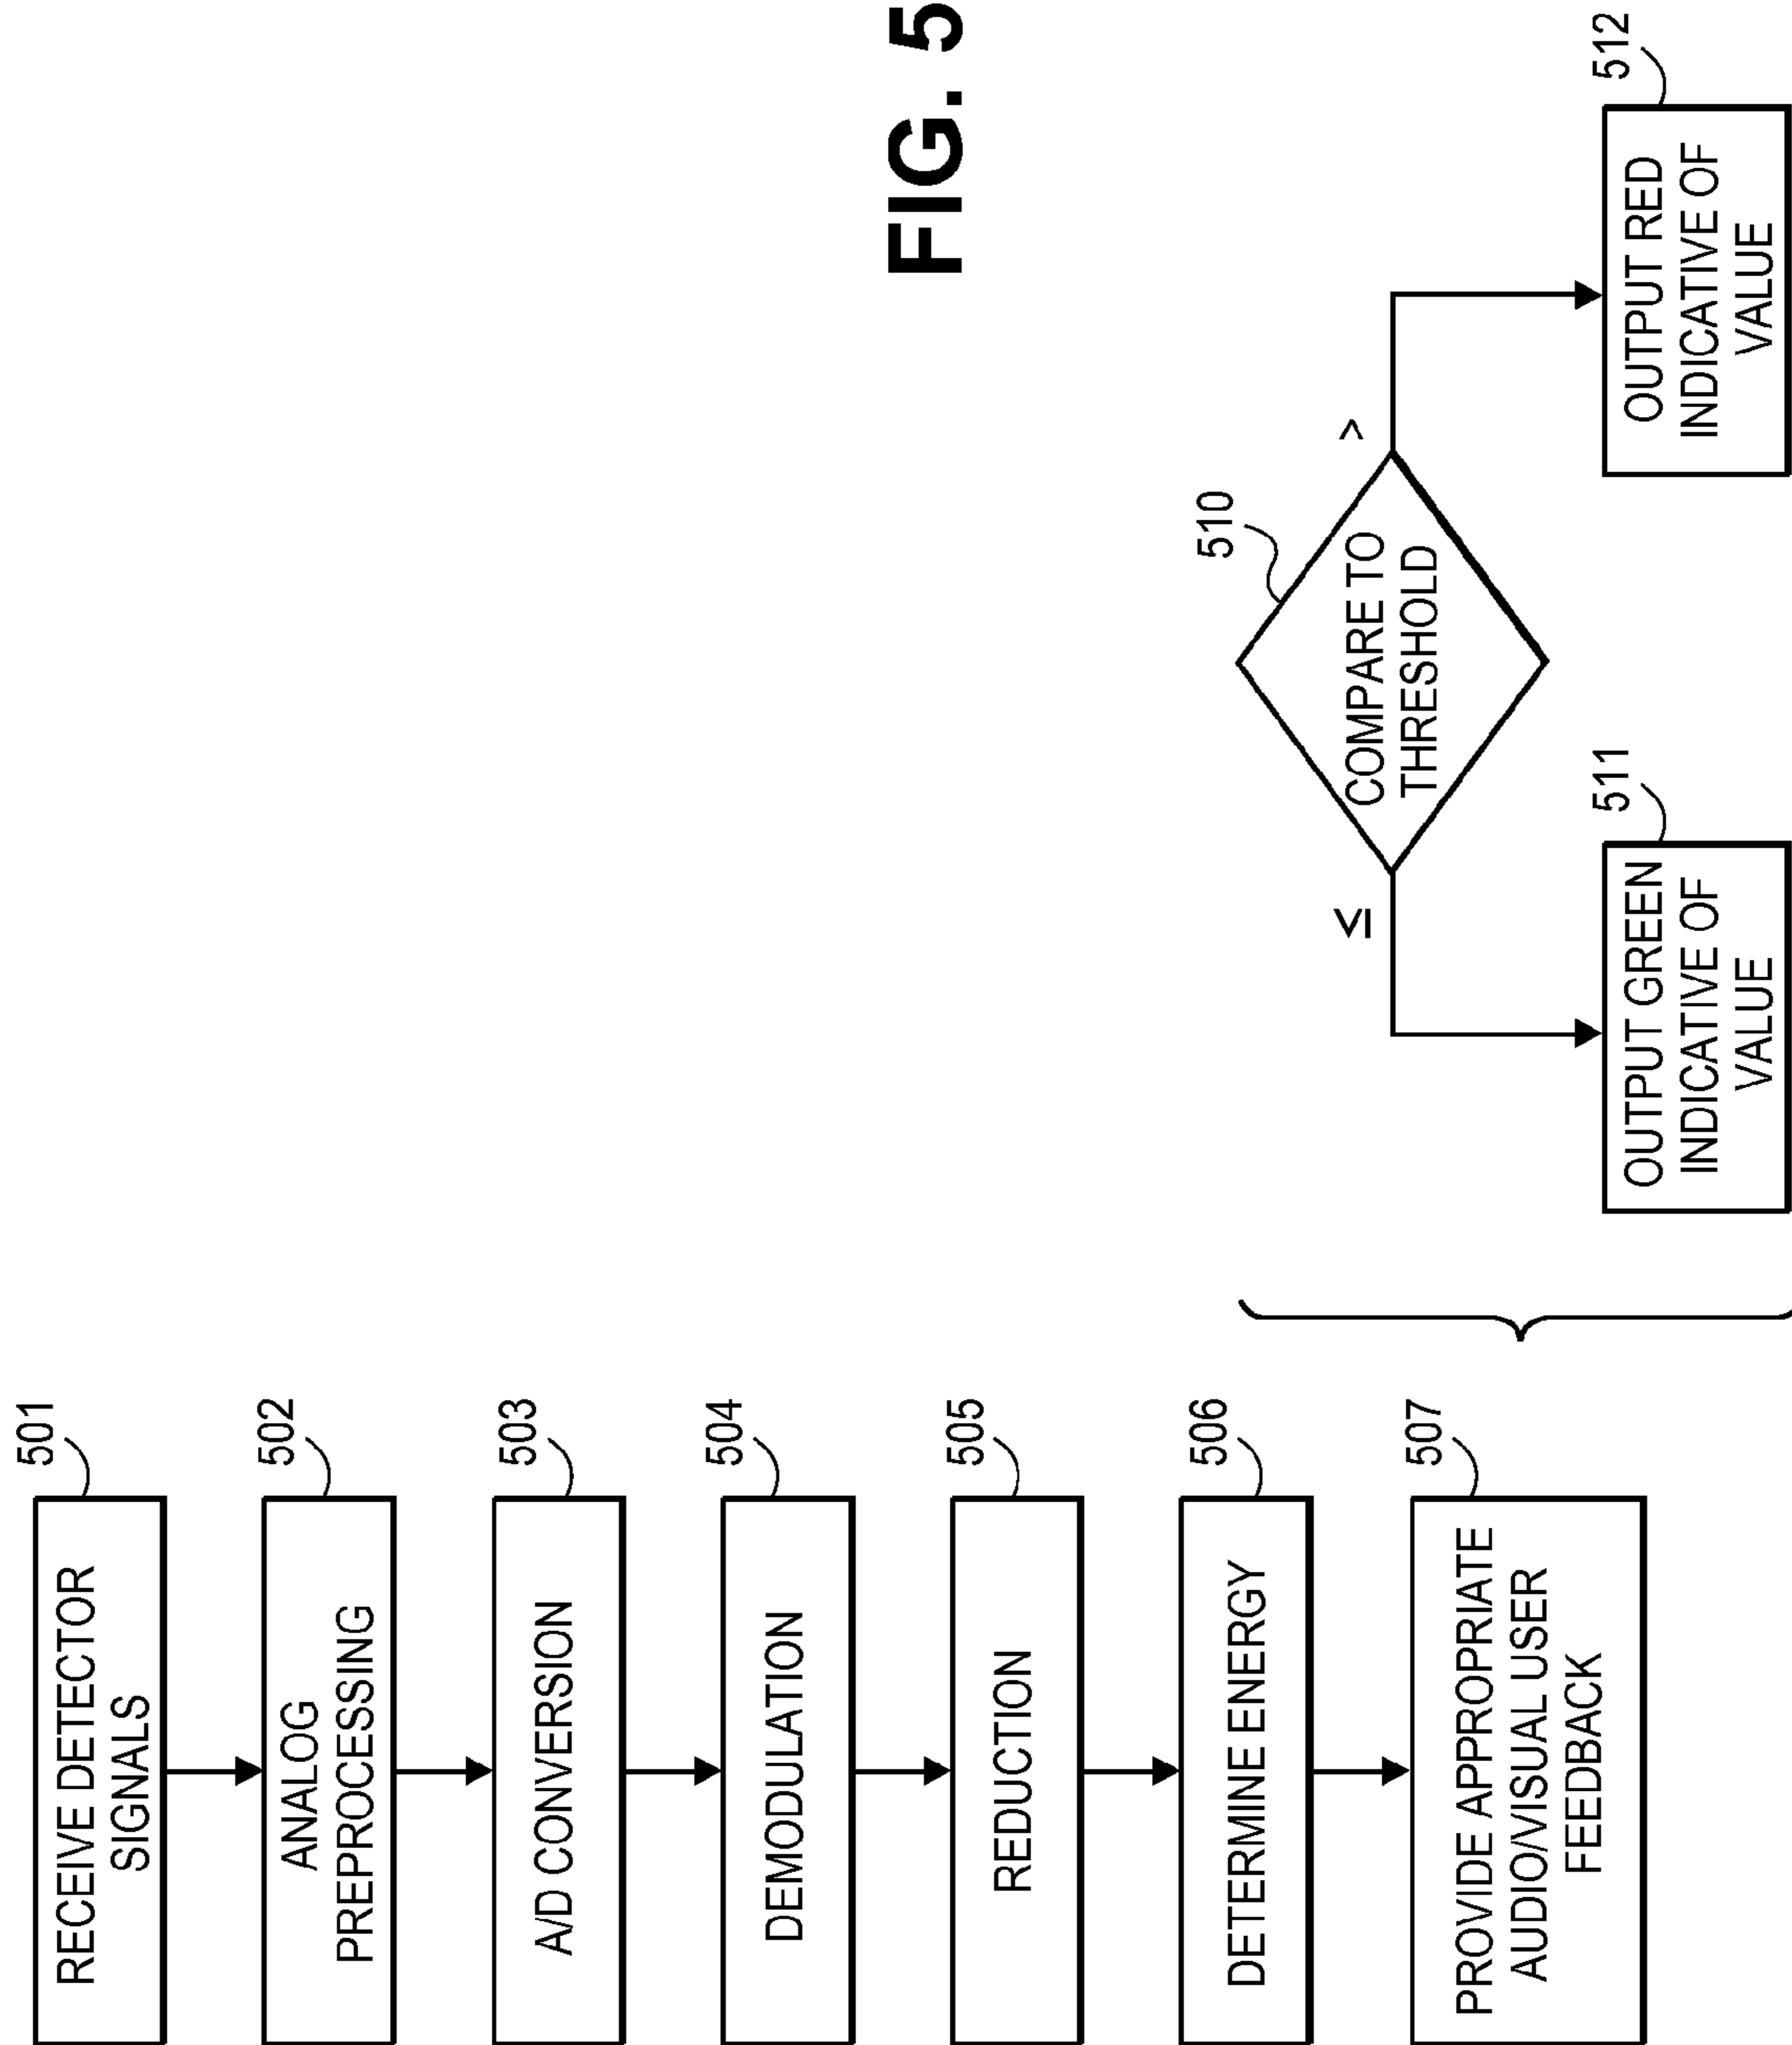 501
RECEIVE DETECTOR
SIGNALS
502
ANALOG
PREPROCESSING
503
A/D CONVERSION
504
DEMODULATION
505
REDUCTION
506
DETERMINE ENERGY
507
PROVIDE APPROPRIATE
AUDIO/VISUAL USER
FEEDBACK
510
COMPARE TO
THRESHOLD
≤
>
511
OUTPUT GREEN
INDICATIVE OF
VALUE
512
OUTPUT RED
INDICATIVE OF
VALUE
FIG. 5